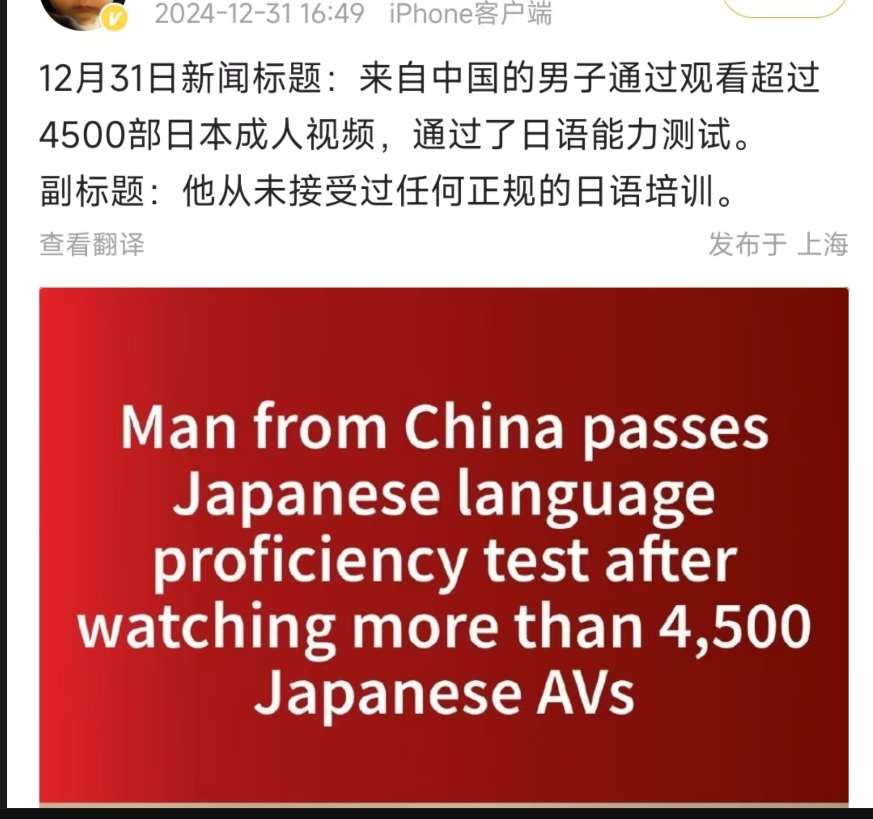 2024-12-31 16:49 iPhone客户端
12月31日新闻标题：来自中国的男子通过观看超过
4500部日本成人视频，通过了日语能力测试。
副标题：他从未接受过任何正规的日语培训。
查看翻译 发布于 上海
Man from China passes
Japanese language
proficiency test after
watching more than 4,500
Japanese AVs